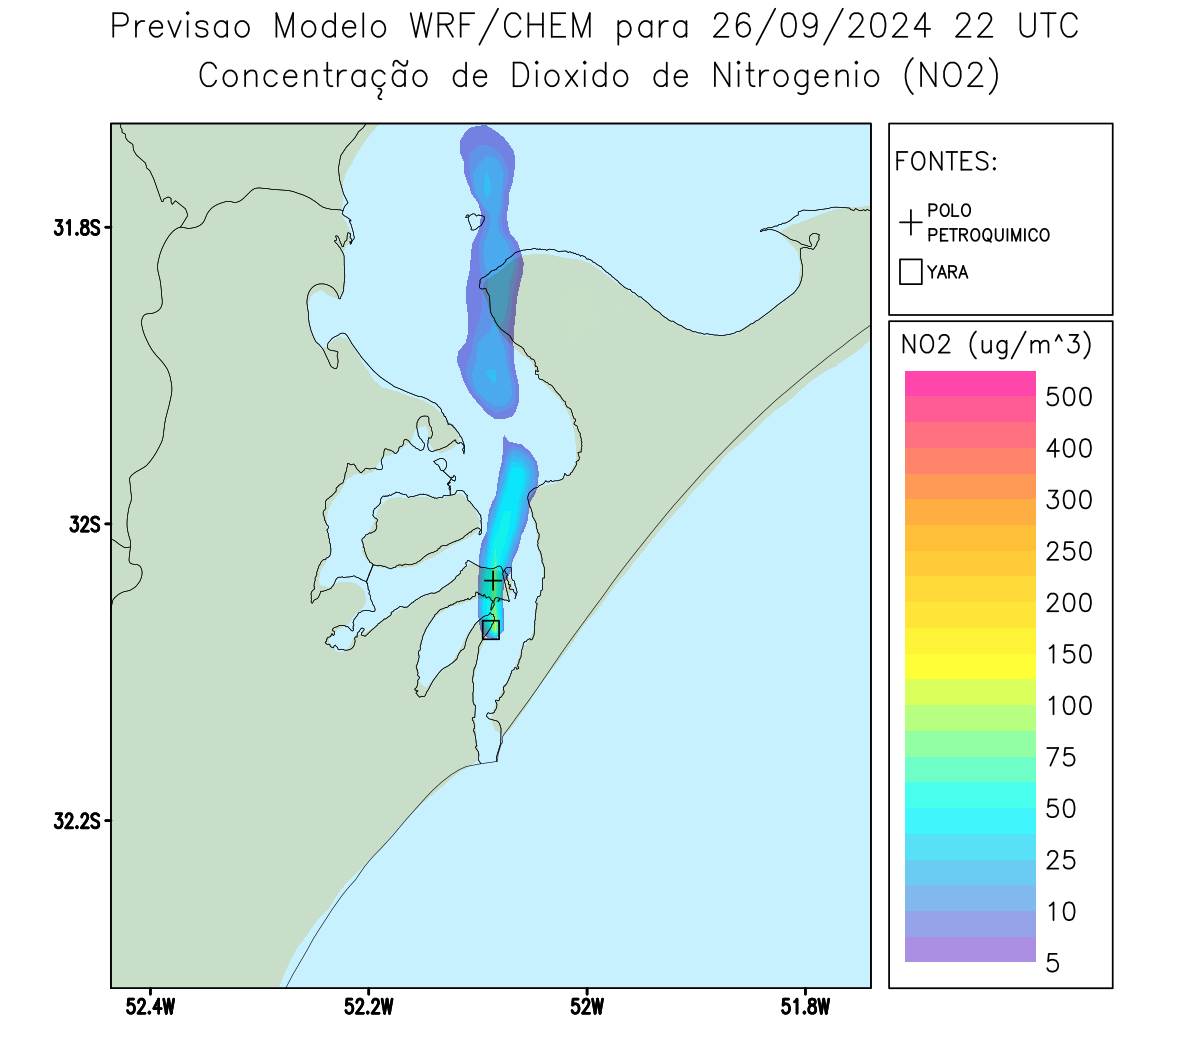 Previsao Modelo WRF/CHEM para 26/09/2024 22 UTC
Concentração de Dioxido de Nitrogenio (NO2)
FONTES:
POLO
PETROQUIMICO
YARA
31.8S
32S
32.2S
52.4W
52.2W
52W
51.8W
NO2 (ug/m^3)
500
400
300
250
200
150
100
75
50
25
10
5